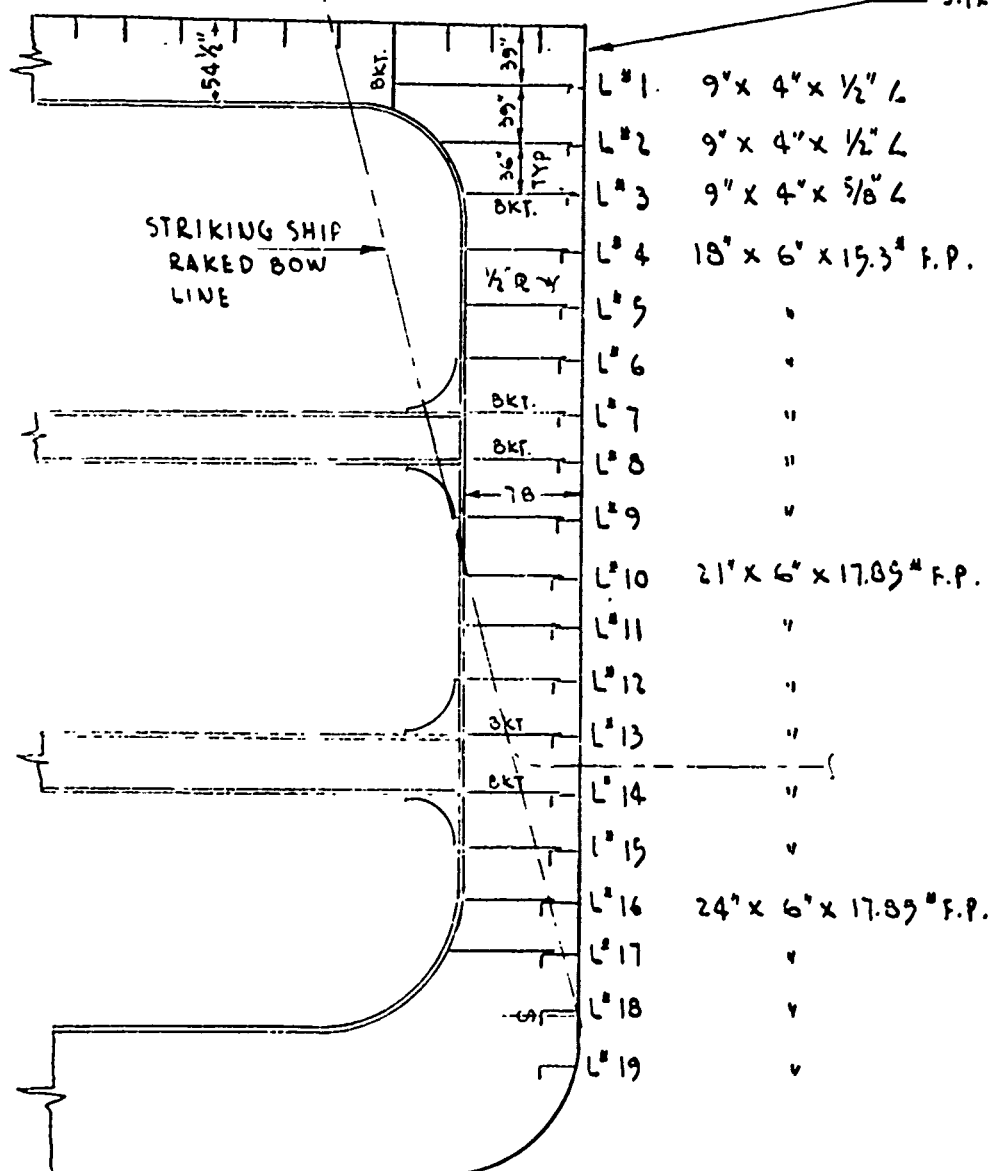 54½"
BKT.
39"
L#1. 9" x 4" x ½" L
39"
L#2 9" x 4" x ½" L
36"
TYP
L#3 9" x 4" x 5/8" L
BKT.
STRIKING SHIP
RAKED BOW
LINE
L#4 18" x 6" x 15.3# F.P.
½" R
L#5 "
L#6 "
BKT. L#7 "
BKT. L#8 "
78
L#9 "
L#10 21" x 6" x 17.85# F.P.
L#11 "
L#12 "
BKT L#13 "
BKT L#14 "
L#15 "
L#16 24" x 6" x 17.85# F.P.
L#17 "
L#18 "
L#19 "